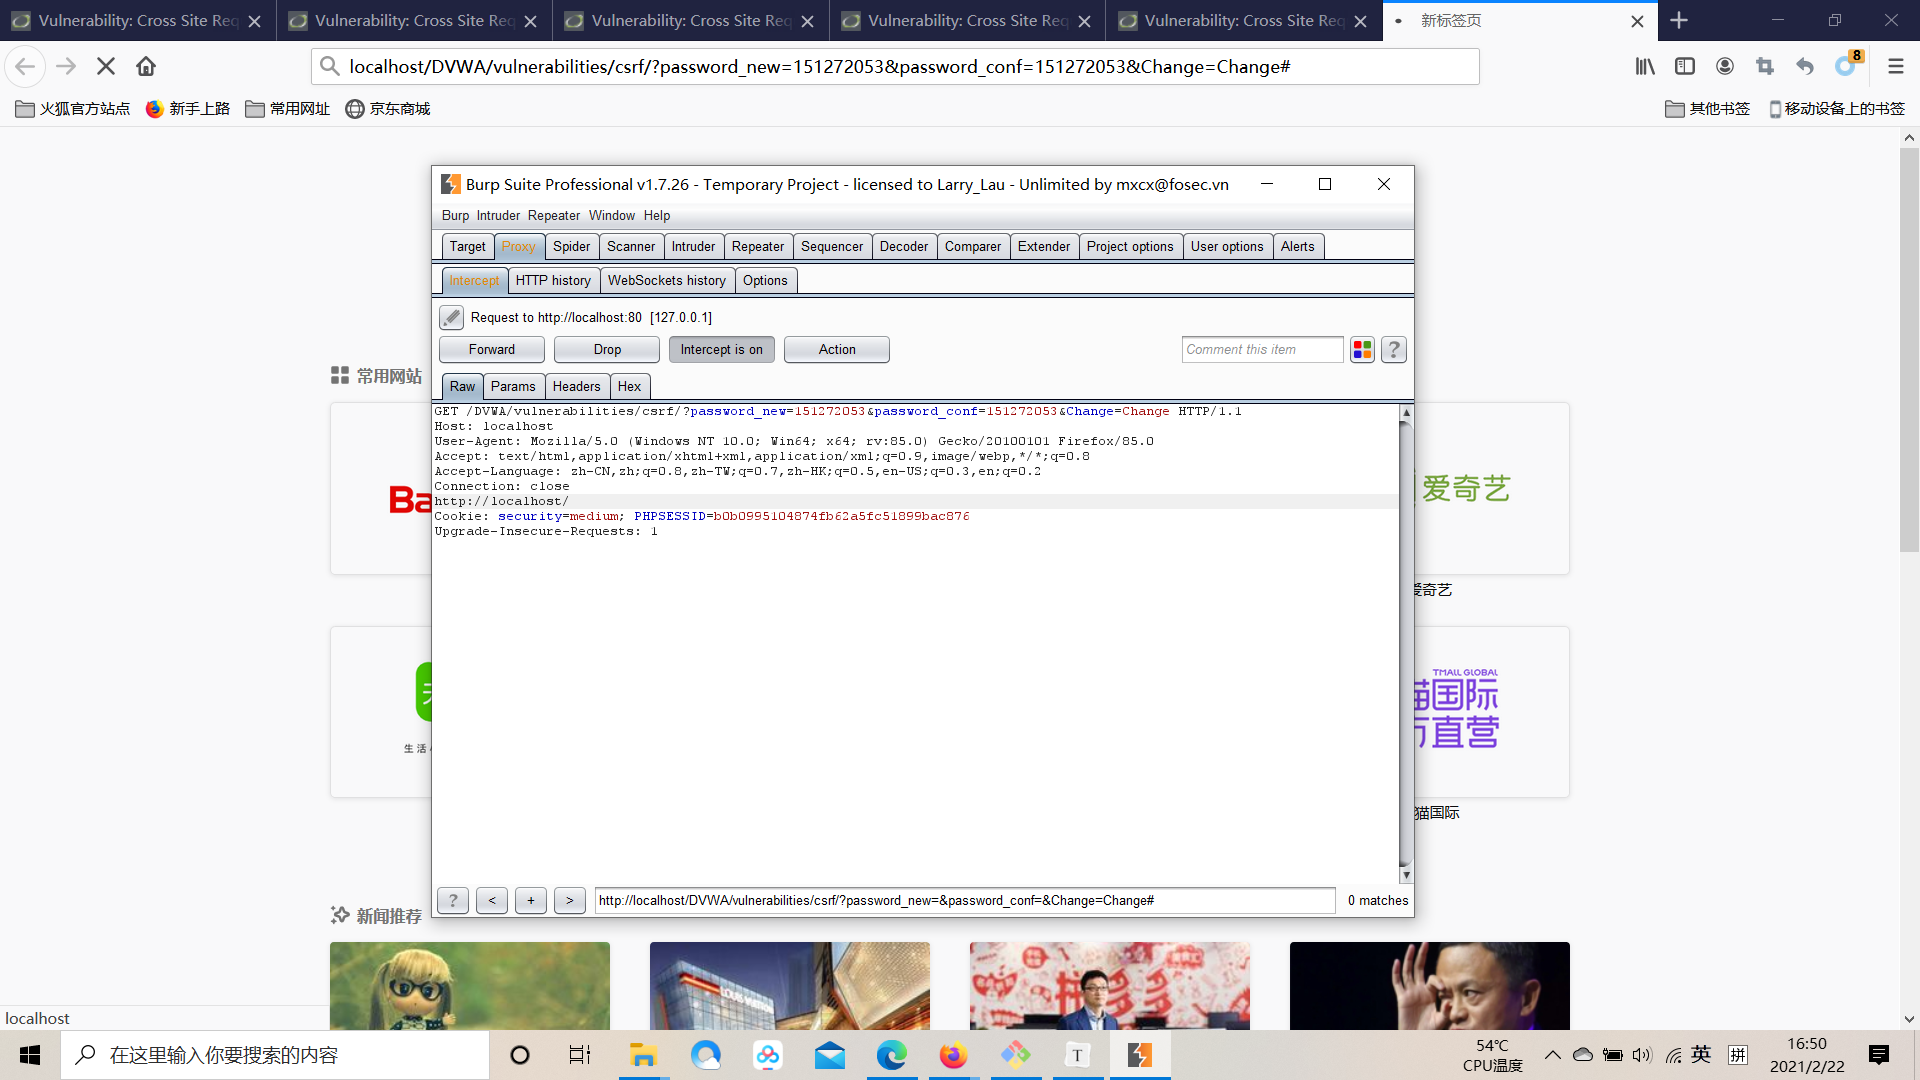 Vulnerability: Cross Site Req
Vulnerability: Cross Site Req
Vulnerability: Cross Site Req
Vulnerability: Cross Site Req
Vulnerability: Cross Site Req
新标签页
localhost/DVWA/vulnerabilities/csrf/?password_new=151272053&password_conf=151272053&Change=Change#
8
火狐官方站点
新手上路
常用网址
京东商城
其他书签
移动设备上的书签
Burp Suite Professional v1.7.26 - Temporary Project - licensed to Larry_Lau - Unlimited by mxcx@fosec.vn
Burp Intruder Repeater Window Help
Target Proxy Spider Scanner Intruder Repeater Sequencer Decoder Comparer Extender Project options User options Alerts
Intercept HTTP history WebSockets history Options
Request to http://localhost:80 [127.0.0.1]
Forward Drop Intercept is on Action Comment this item ?
Raw Params Headers Hex
GET /DVWA/vulnerabilities/csrf/?password_new=151272053&password_conf=151272053&Change=Change HTTP/1.1
Host: localhost
User-Agent: Mozilla/5.0 (Windows NT 10.0; Win64; x64; rv:85.0) Gecko/20100101 Firefox/85.0
Accept: text/html,application/xhtml+xml,application/xml;q=0.9,image/webp,*/*;q=0.8
Accept-Language: zh-CN,zh;q=0.8,zh-TW;q=0.7,zh-HK;q=0.5,en-US;q=0.3,en;q=0.2
Connection: close
http://localhost/
Cookie: security=medium; PHPSESSID=b0b0995104874fb62a5fc51899bac876
Upgrade-Insecure-Requests: 1
? < + > http://localhost/DVWA/vulnerabilities/csrf/?password_new=&password_conf=&Change=Change# 0 matches
常用网站
Ba
爱奇艺
爱奇艺
生活
TMALL GLOBAL
猫国际
方直营
猫国际
新闻推荐
LOUIS VUITTON
拼多多
localhost
在这里输入你要搜索的内容
T
54℃
CPU温度
英
拼
16:50
2021/2/22